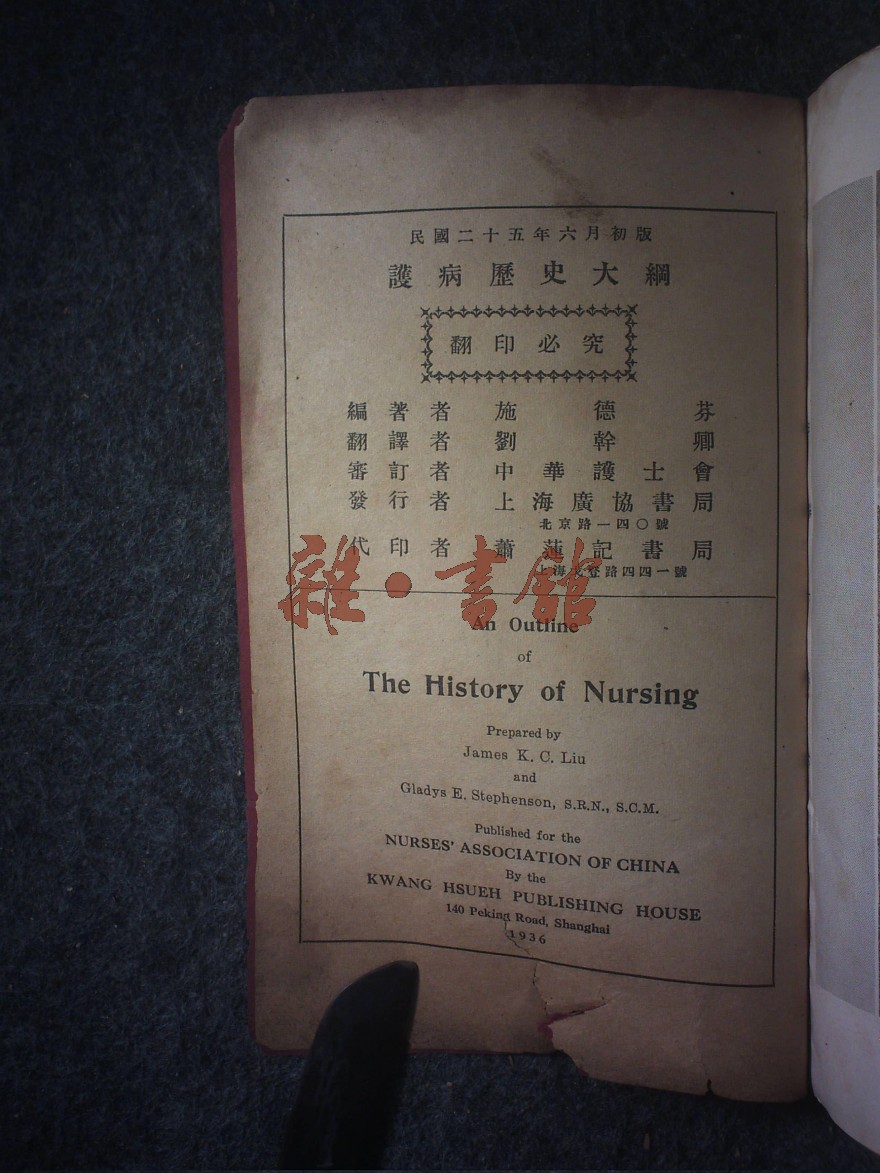 民國二十五年六月初版
護病歷史大綱
翻印必究
編著者 施德芬
翻譯者 劉幹卿
審訂者 中華護士會
發行者 上海廣協書局
北京路一四〇號
代印者 蕭蓮記書局
上海戈登路四四一號
雜·書館
An Outline
of
The History of Nursing
Prepared by
James K. C. Liu
and
Gladys E. Stephenson, S.R.N., S.C.M.
Published for the
NURSES' ASSOCIATION OF CHINA
By the
KWANG HSUEH PUBLISHING HOUSE
140 Peking Road, Shanghai
1936